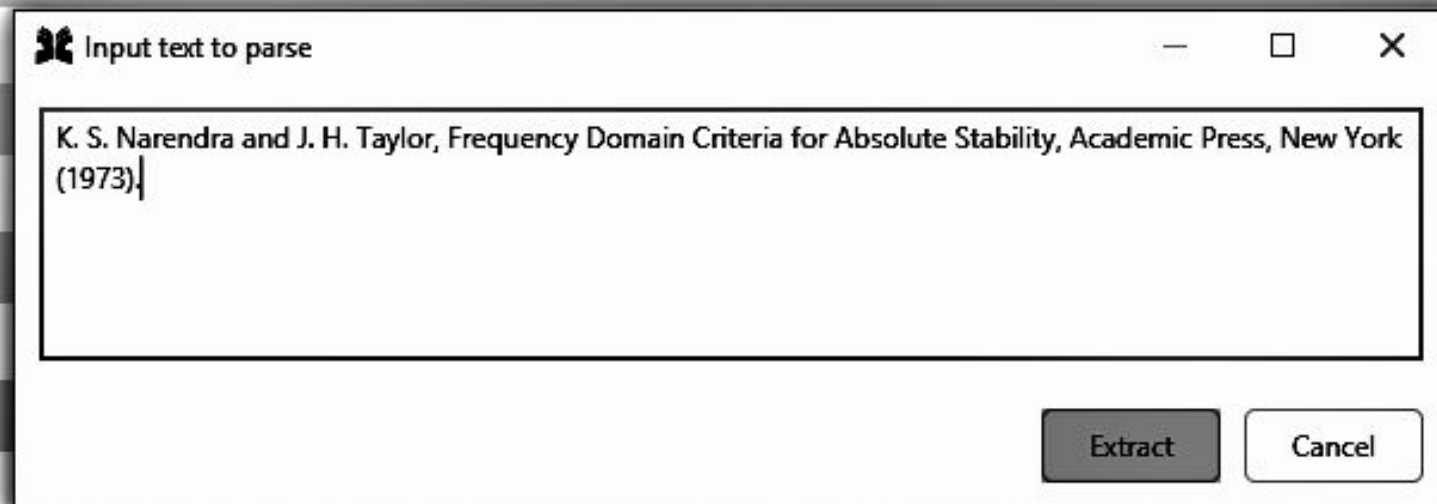 Input text to parse
K. S. Narendra and J. H. Taylor, Frequency Domain Criteria for Absolute Stability, Academic Press, New York
(1973).
Extract
Cancel